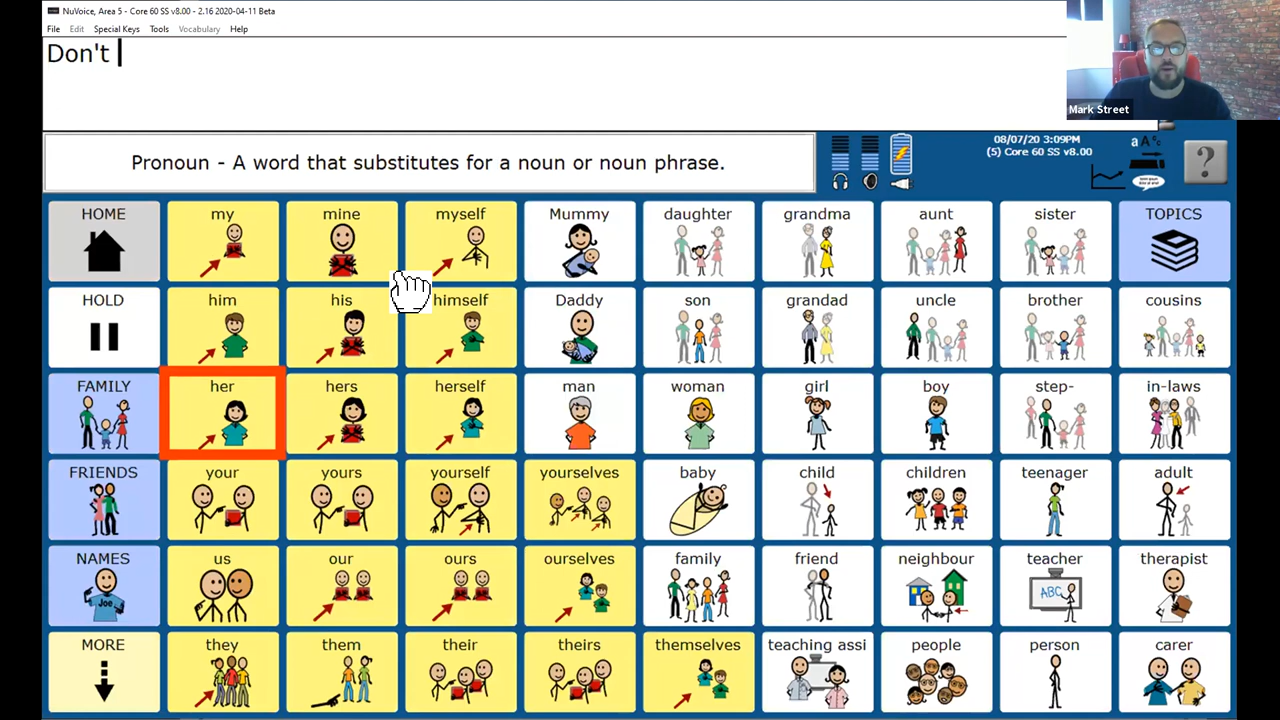 NuVoice, Area 5 - Core 60 SS v8.00 - 2.16 2020-04-11 Beta
File Edit Special Keys Tools Vocabulary Help
Don't
Mark Street
Pronoun - A word that substitutes for a noun or noun phrase.
08/07/20 3:09PM
(5) Core 60 SS v8.00
HOME my mine myself Mummy daughter grandma aunt sister TOPICS
HOLD him his himself Daddy son grandad uncle brother cousins
FAMILY her hers herself man woman girl boy step- in-laws
FRIENDS your yours yourself yourselves baby child children teenager adult
NAMES us our ours ourselves family friend neighbour teacher therapist
Joe
ABC
MORE they them their theirs themselves teaching assi people person carer